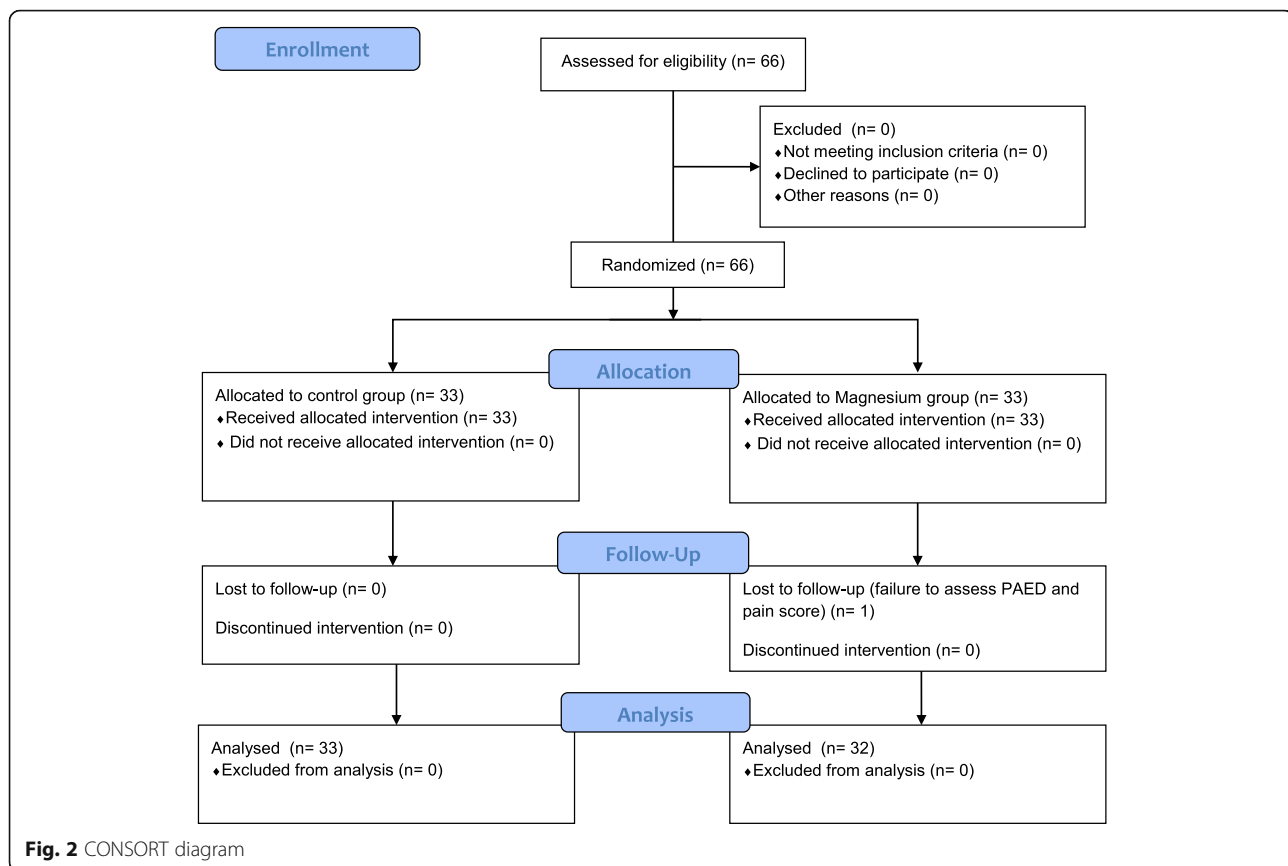 Enrollment
Assessed for eligibility (n= 66)
Excluded (n= 0)
♦Not meeting inclusion criteria (n= 0)
♦Declined to participate (n= 0)
♦Other reasons (n= 0)
Randomized (n= 66)
Allocation
Allocated to control group (n= 33)
♦Received allocated intervention (n= 33)
♦ Did not receive allocated intervention (n= 0)
Allocated to Magnesium group (n= 33)
♦Received allocated intervention (n= 33)
♦ Did not receive allocated intervention (n= 0)
Follow-Up
Lost to follow-up (n= 0)
Discontinued intervention (n= 0)
Lost to follow-up (failure to assess PAED and
pain score) (n= 1)
Discontinued intervention (n= 0)
Analysis
Analysed (n= 33)
♦Excluded from analysis (n= 0)
Analysed (n= 32)
♦Excluded from analysis (n= 0)
Fig. 2 CONSORT diagram